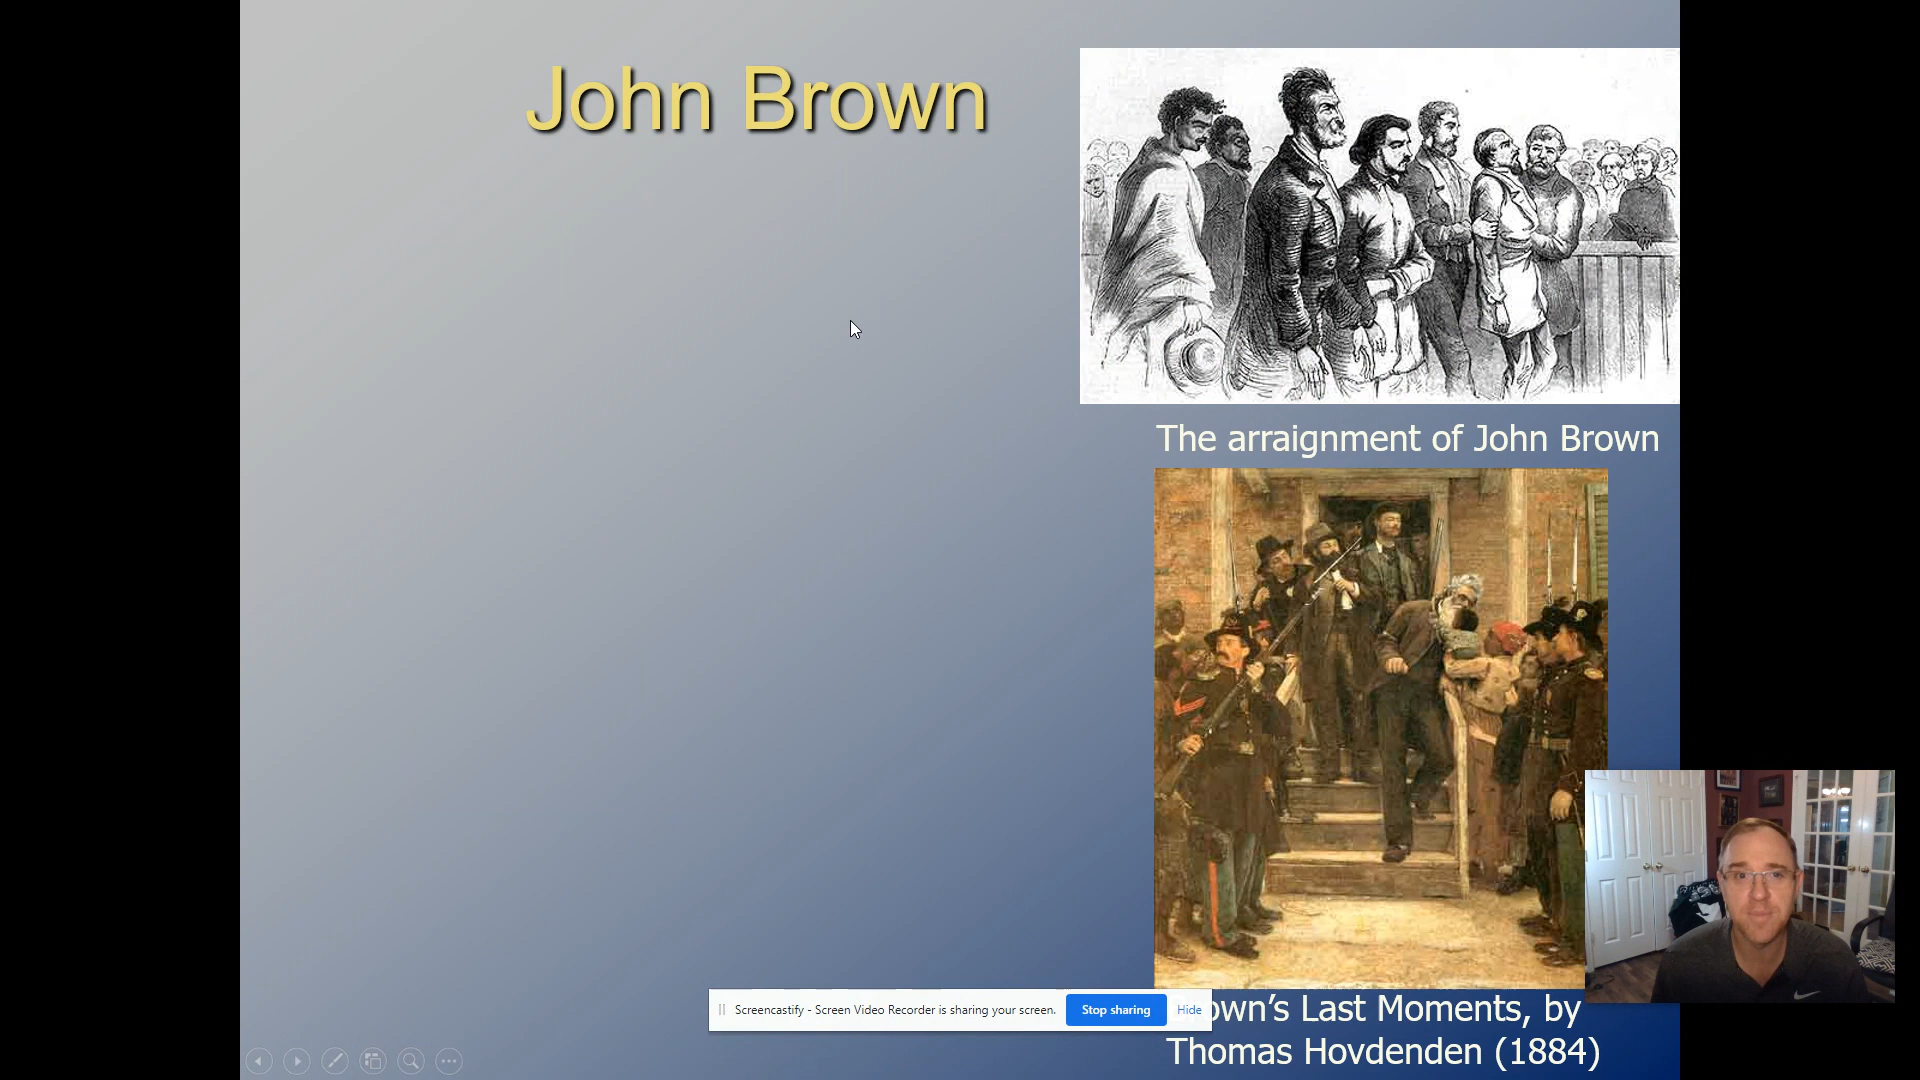 John Brown
The arraignment of John Brown
Screencastify - Screen Video Recorder is sharing your screen.
Stop sharing
Hide
own's Last Moments, by
Thomas Hovdenden (1884)